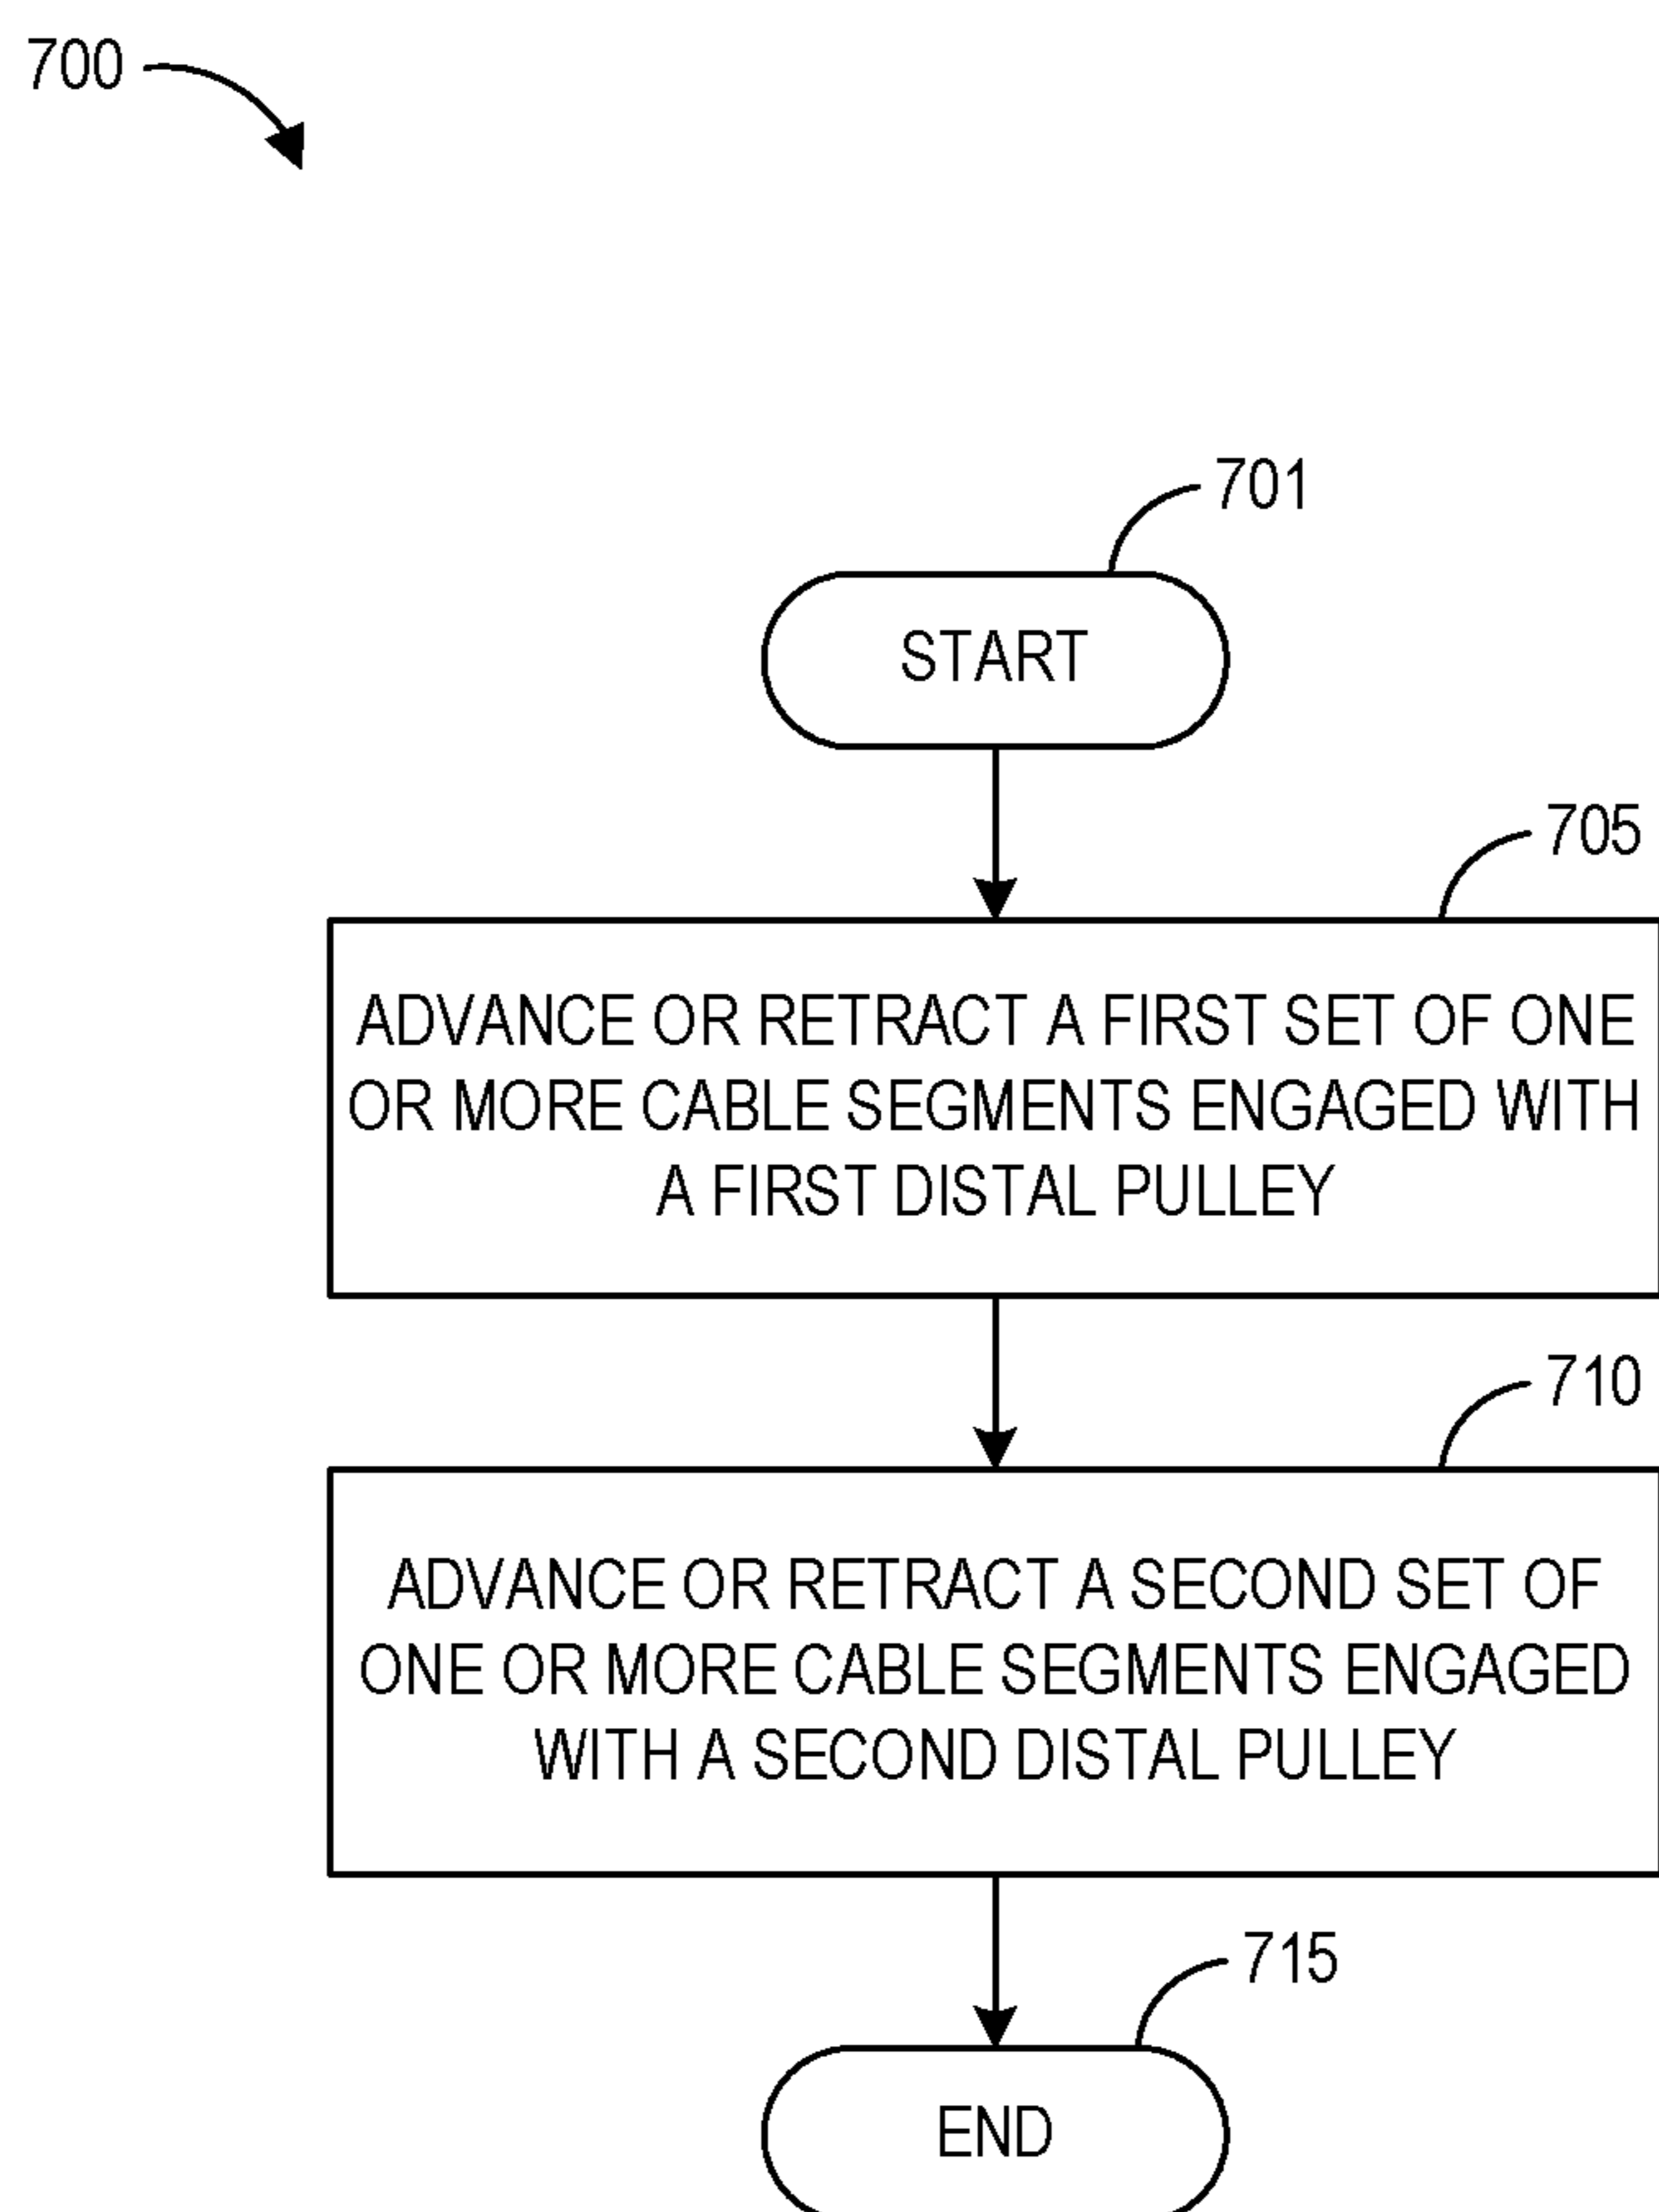 700
701
START
705
ADVANCE OR RETRACT A FIRST SET OF ONE
OR MORE CABLE SEGMENTS ENGAGED WITH
A FIRST DISTAL PULLEY
710
ADVANCE OR RETRACT A SECOND SET OF
ONE OR MORE CABLE SEGMENTS ENGAGED
WITH A SECOND DISTAL PULLEY
715
END